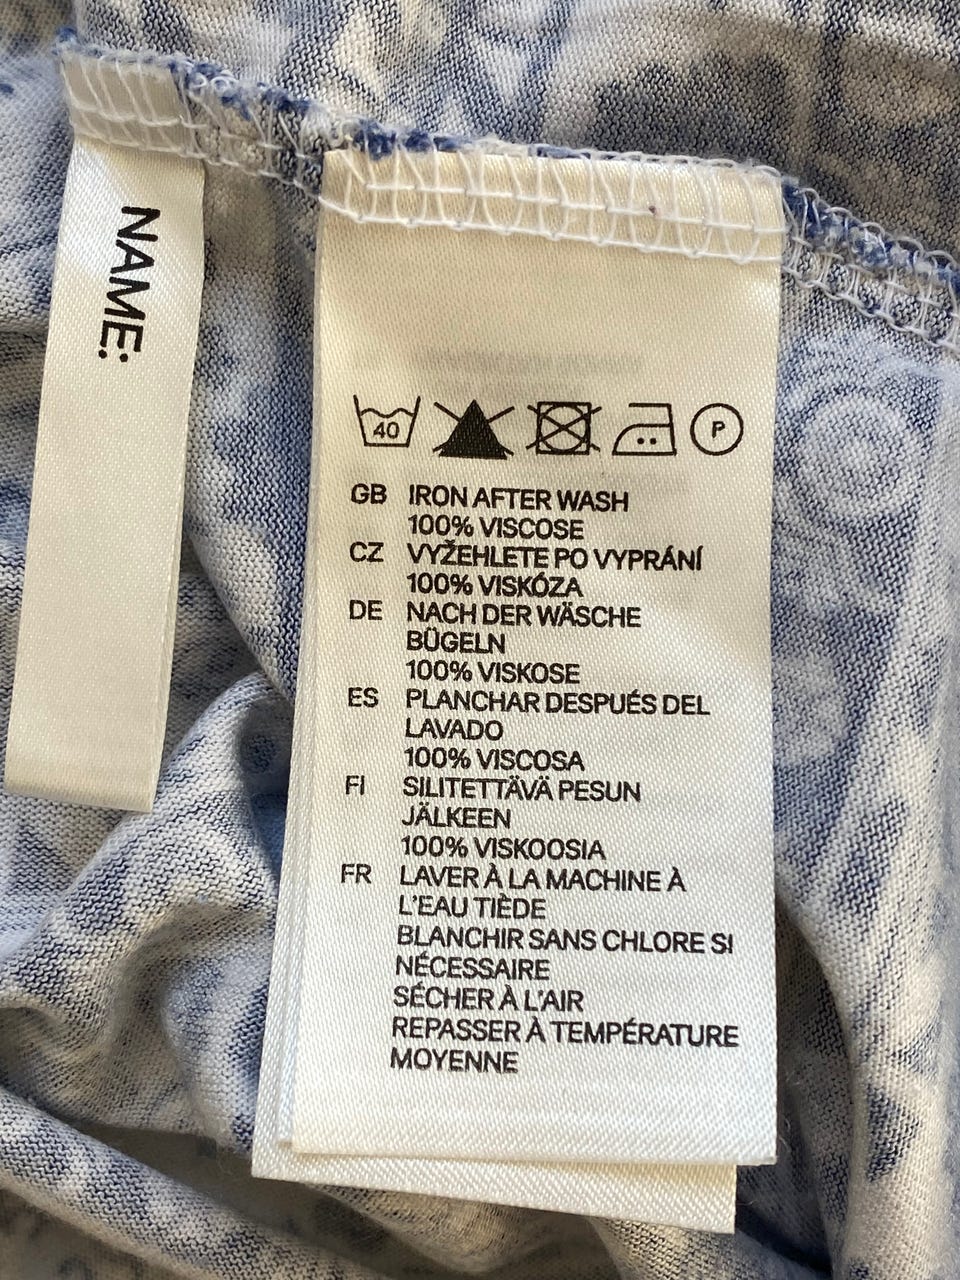 NAME:
40
P
GB IRON AFTER WASH
100% VISCOSE
CZ VYŽEHLETE PO VYPRÁNÍ
100% VISKÓZA
DE NACH DER WÄSCHE
BÜGELN
100% VISKOSE
ES PLANCHAR DESPUÉS DEL
LAVADO
100% VISCOSA
FI SILITETTÄVÄ PESUN
JÄLKEEN
100% VISKOOSIA
FR LAVER À LA MACHINE À
L'EAU TIÈDE
BLANCHIR SANS CHLORE SI
NÉCESSAIRE
SÉCHER À L'AIR
REPASSER À TEMPÉRATURE
MOYENNE